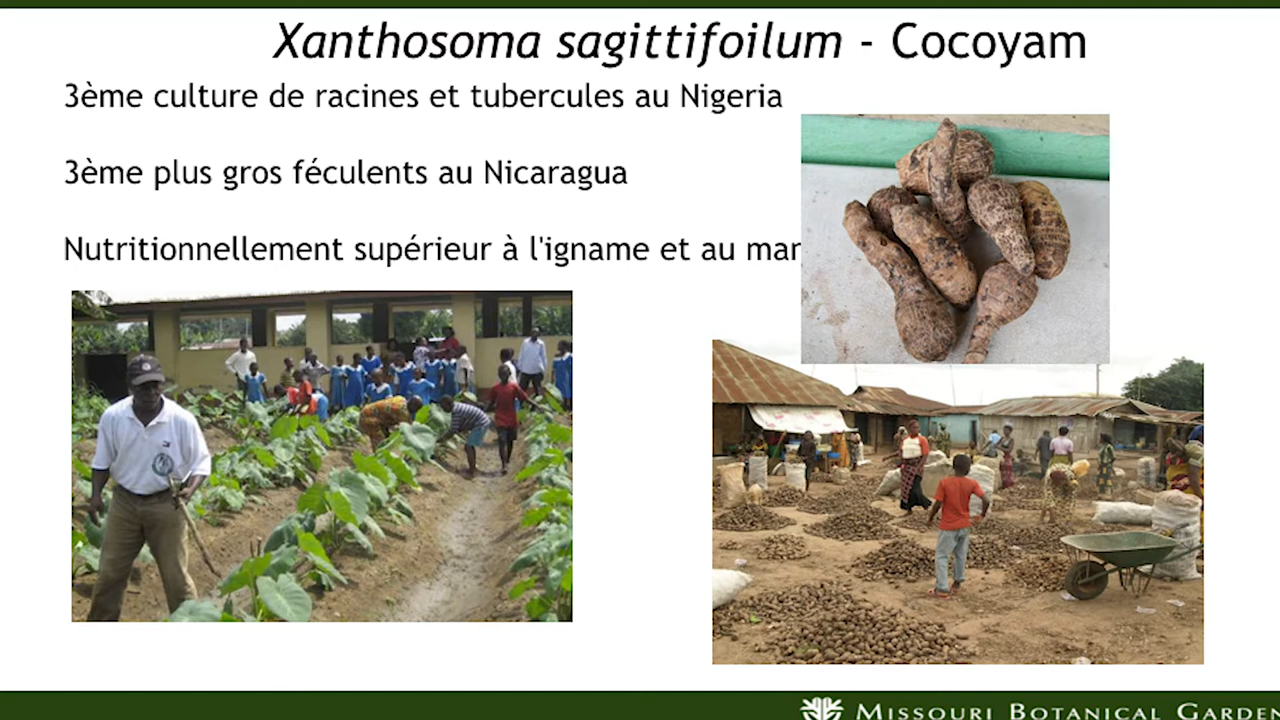 Xanthosoma sagittifoilum - Cocoyam
3ème culture de racines et tubercules au Nigeria
3ème plus gros féculents au Nicaragua
Nutritionnellement supérieur à l'igname et au
MISSOURI BOTANICAL GARDEN